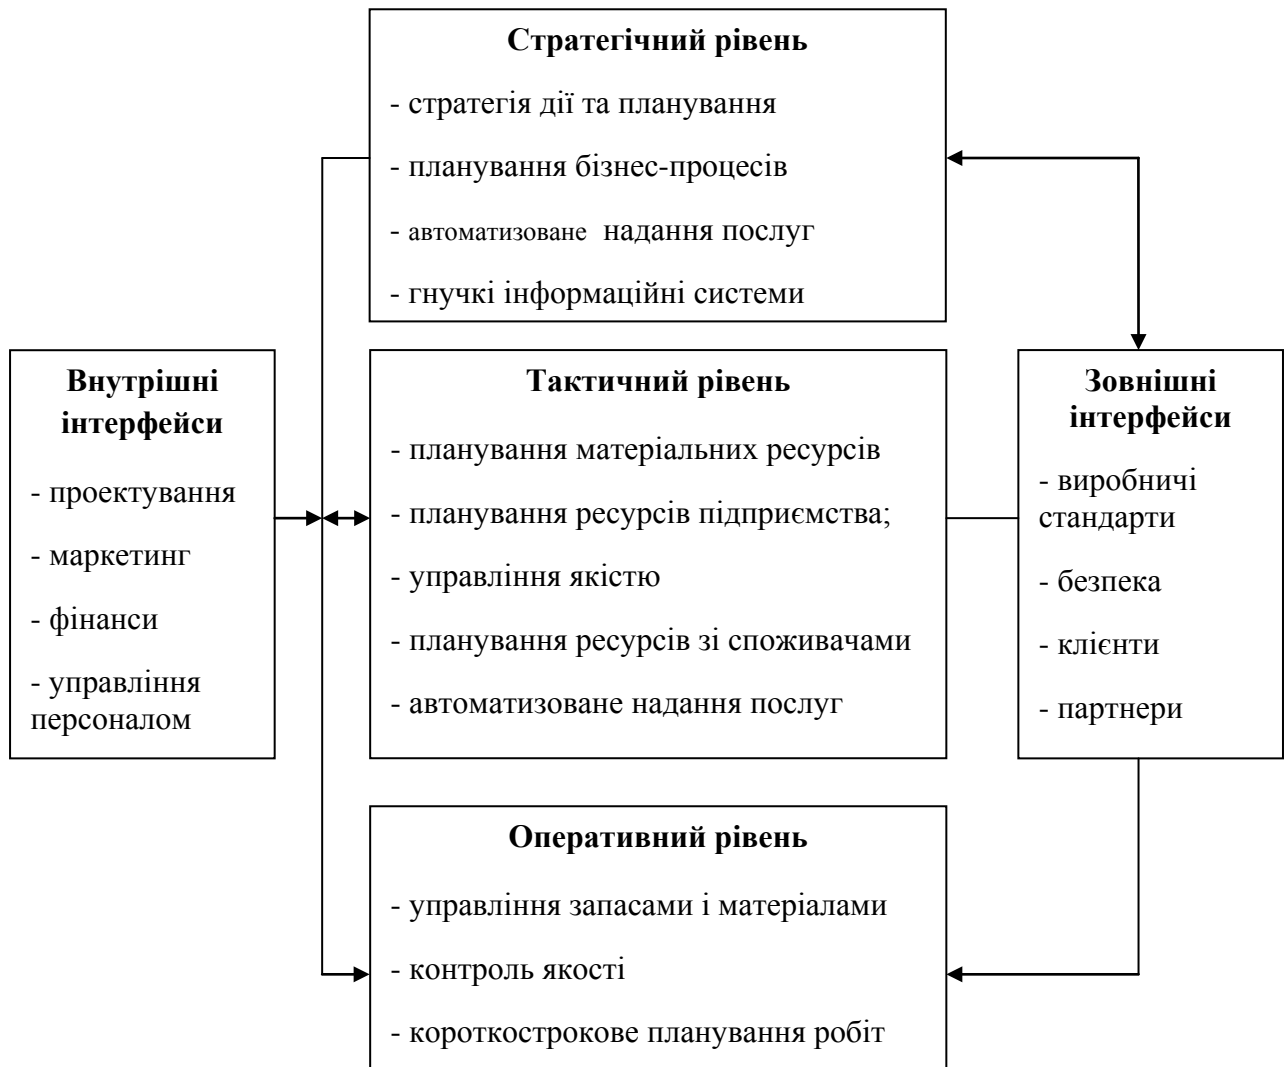 Стратегічний рівень
- стратегія дії та планування
- планування бізнес-процесів
- автоматизоване надання послуг
- гнучкі інформаційні системи
Внутрішні
інтерфейси
- проектування
- маркетинг
- фінанси
- управління
персоналом
Тактичний рівень
- планування матеріальних ресурсів
- планування ресурсів підприємства;
- управління якістю
- планування ресурсів зі споживачами
- автоматизоване надання послуг
Зовнішні
інтерфейси
- виробничі
стандарти
- безпека
- клієнти
- партнери
Оперативний рівень
- управління запасами і матеріалами
- контроль якості
- короткострокове планування робіт